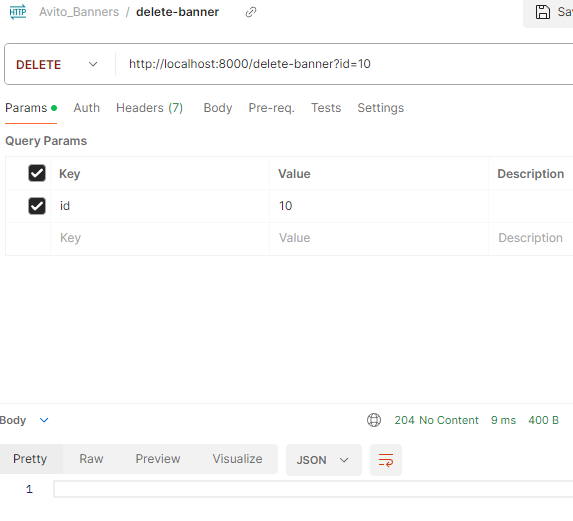 HTTP Avito_Banners / delete-banner
DELETE http://localhost:8000/delete-banner?id=10
Params Auth Headers (7) Body Pre-req. Tests Settings
Query Params
Key Value Description
id 10
Key Value Description
Body 204 No Content 9 ms 400 B
Pretty Raw Preview Visualize JSON
1